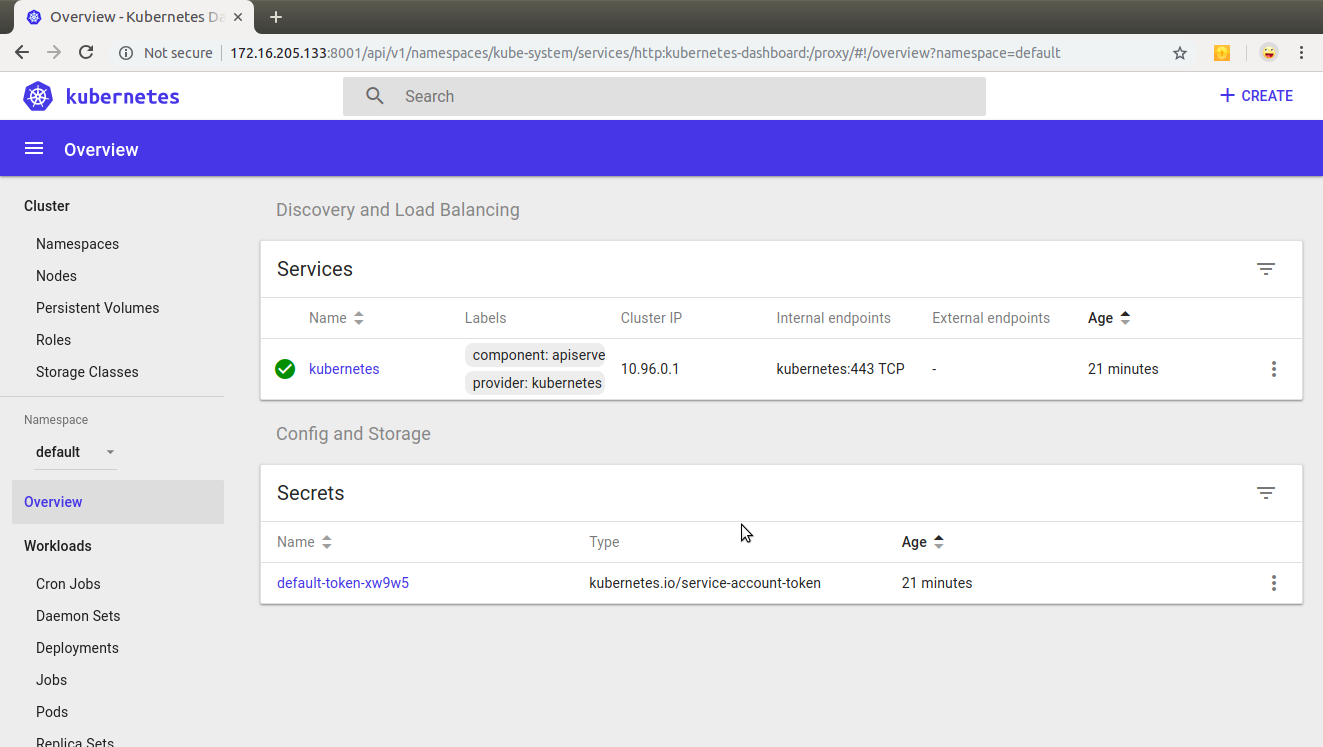 Overview - Kubernetes Da
Not secure 172.16.205.133:8001/api/v1/namespaces/kube-system/services/http:kubernetes-dashboard:/proxy/#!/overview?namespace=default
kubernetes Search + CREATE
Overview
Cluster
Namespaces
Nodes
Persistent Volumes
Roles
Storage Classes
Namespace
default
Overview
Workloads
Cron Jobs
Daemon Sets
Deployments
Jobs
Pods
Replica Sets
Discovery and Load Balancing
Services
Name Labels Cluster IP Internal endpoints External endpoints Age
kubernetes component: apiserve provider: kubernetes 10.96.0.1 kubernetes:443 TCP - 21 minutes
Config and Storage
Secrets
Name Type Age
default-token-xw9w5 kubernetes.io/service-account-token 21 minutes